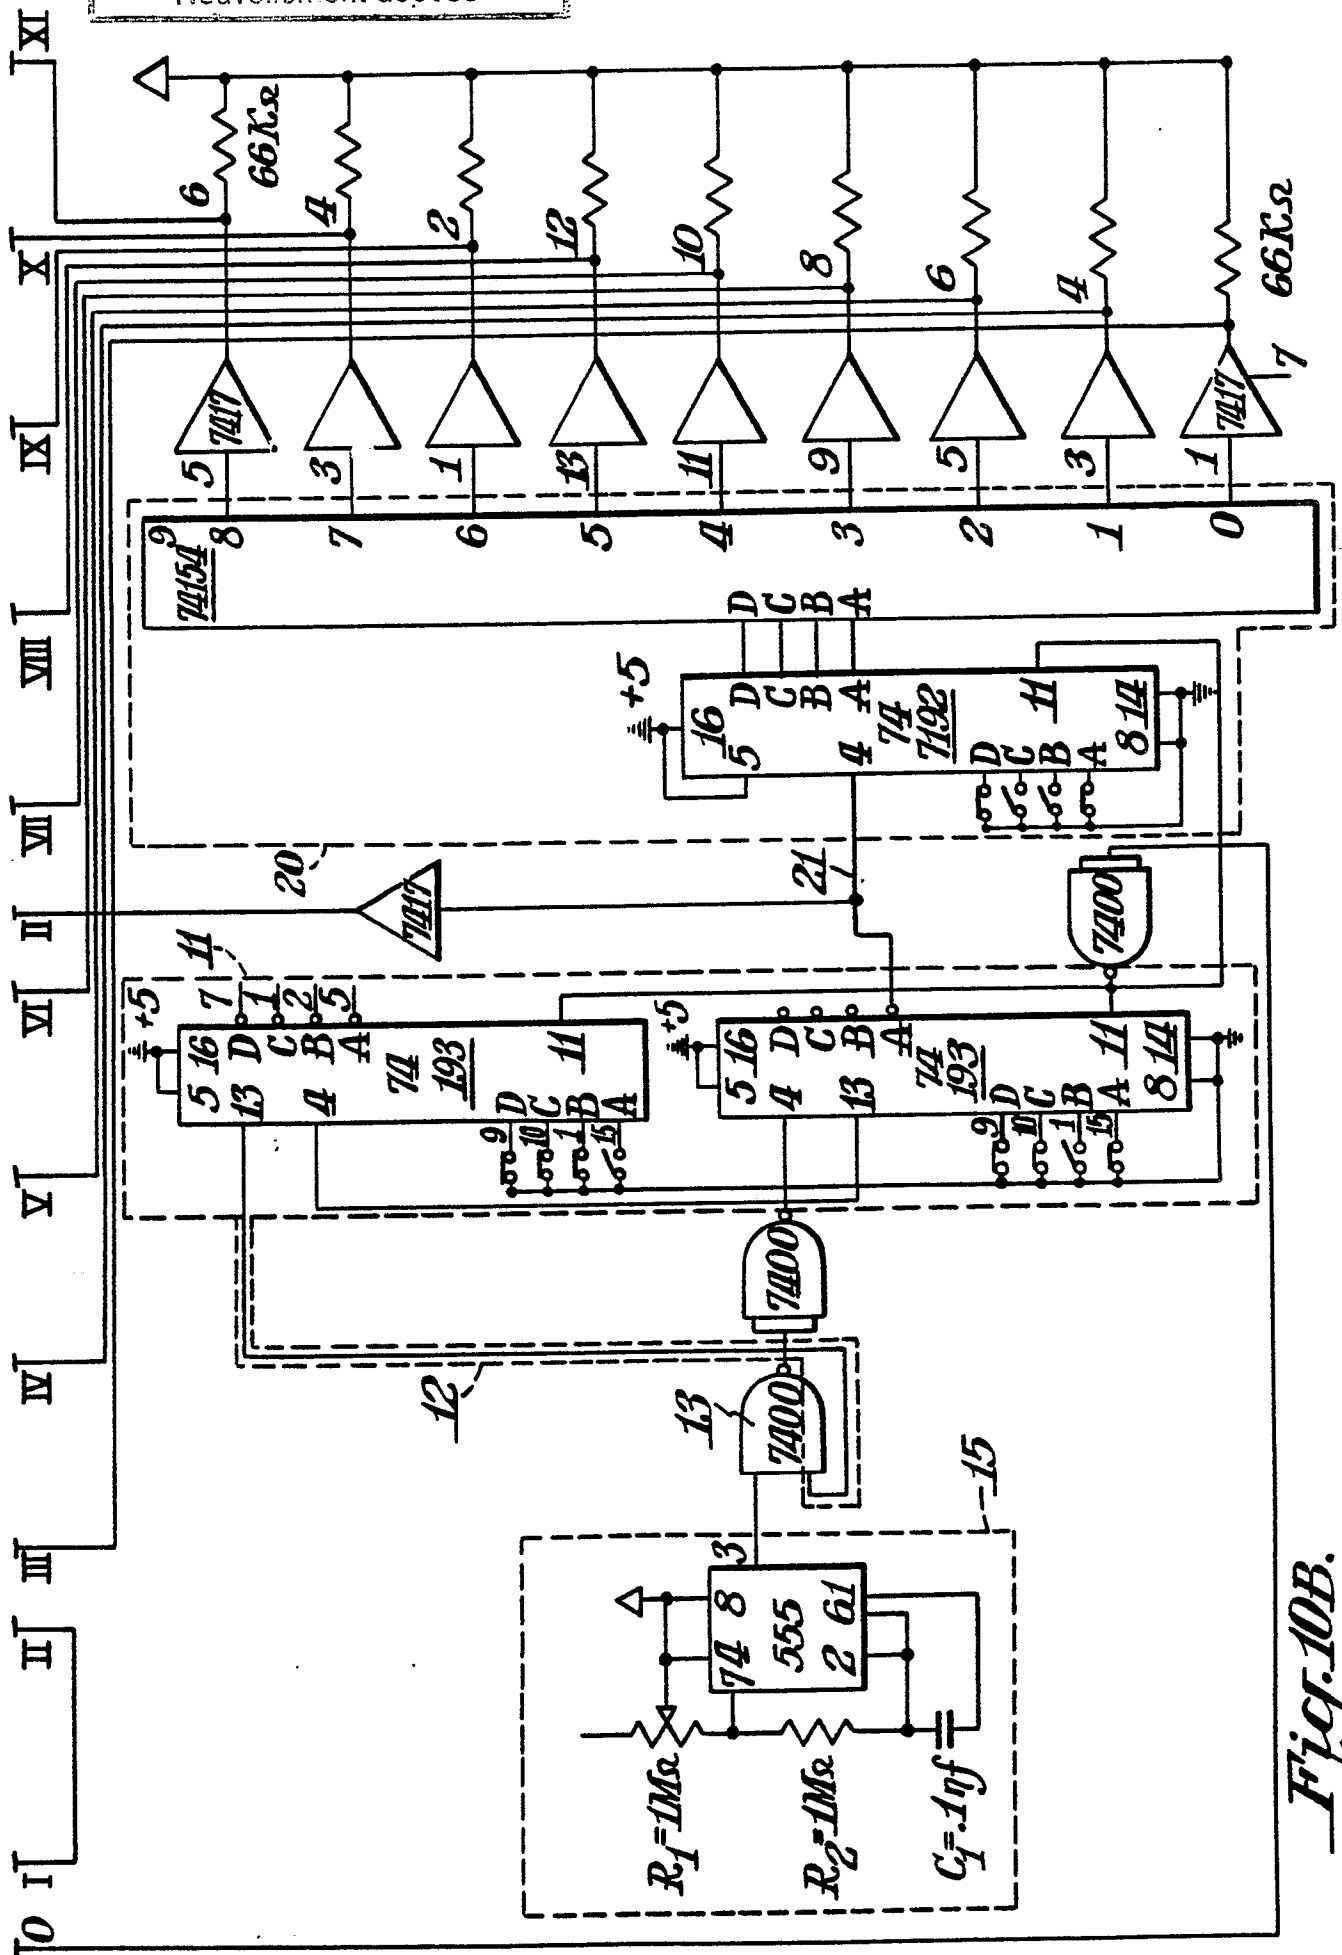 XI
X
IX
VIII
VII
II
VI
V
IV
III
II
I
0
6
66KΩ
4
2
12
10
8
6
4
66KΩ
7417
7417
7
5
3
1
13
11
9
5
3
1
9
74154
8
7
6
5
4
3
2
1
0
D
C
B
A
+5
16
5
D
C
B
A
4
74
7192
11
D
C
B
A
8 14
20
7417
21
7400
11
+5
7
1
2
5
5 16
13
D
C
B
A
4
74
193
11
9 D
10 C
1 B
15 A
+5
5 16
D
C
B
A
4
13
74
193
11
9 D
10 C
1 B
15 A
8 14
7400
12
13
7400
15
3
8
74
555
2
61
R1=1MΩ
R2=1MΩ
C1=.1ηf
Fig.10B.